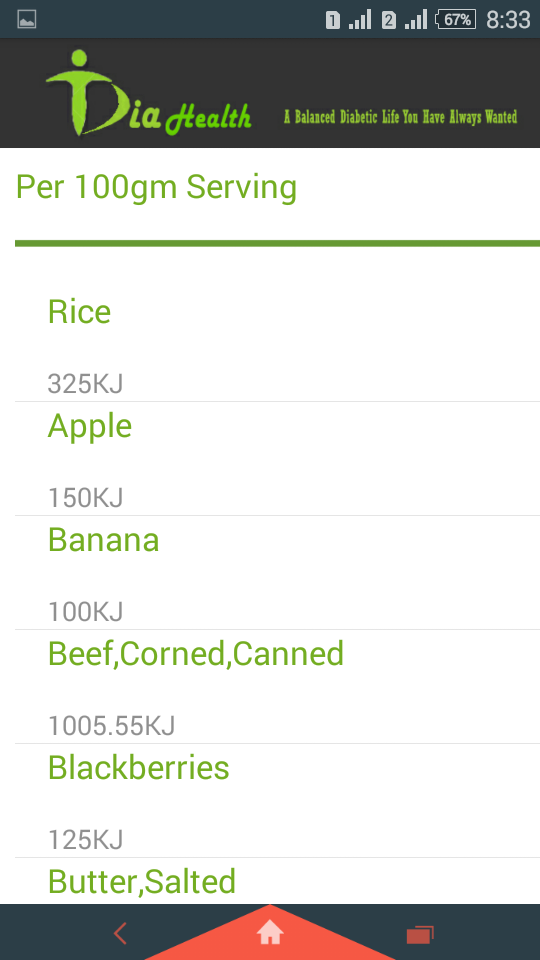 1 2 67% 8:33
Dia Health A Balanced Diabetic Life You Have Always Wanted
Per 100gm Serving
Rice
325KJ
Apple
150KJ
Banana
100KJ
Beef,Corned,Canned
1005.55KJ
Blackberries
125KJ
Butter,Salted